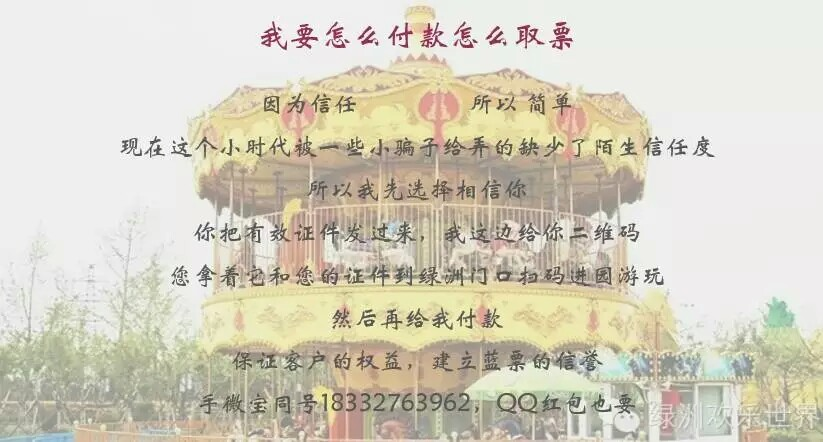 我要怎么付款怎么取票
因为信任 所以 简单
现在这个小时代被一些小骗子给弄的缺少了陌生信任度
所以我先选择相信你
你把有效证件发过来，我这边给你二维码
您拿着它和您的证件到绿洲门口扫码进园游玩
然后再给我付款
保证客户的权益，建立蓝票的信誉
手微宝同号18332763962，QQ红包也要
绿洲欢乐世界